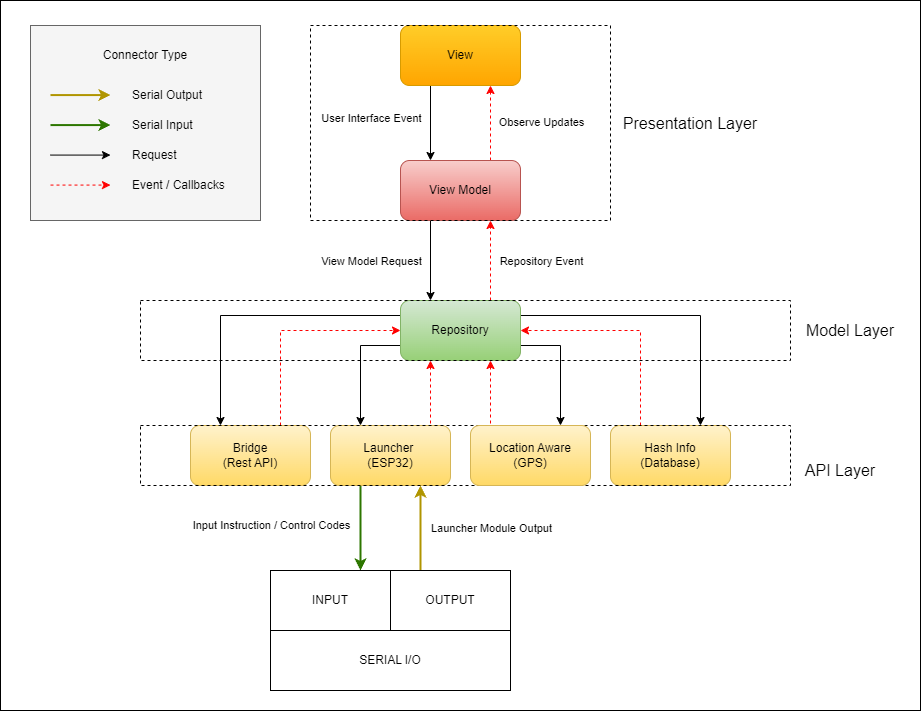 Connector Type
Serial Output
Serial Input
Request
Event / Callbacks
View
User Interface Event
Observe Updates
Presentation Layer
View Model
View Model Request
Repository Event
Repository
Model Layer
Bridge
(Rest API)
Launcher
(ESP32)
Location Aware
(GPS)
Hash Info
(Database)
API Layer
Input Instruction / Control Codes
Launcher Module Output
INPUT
OUTPUT
SERIAL I/O